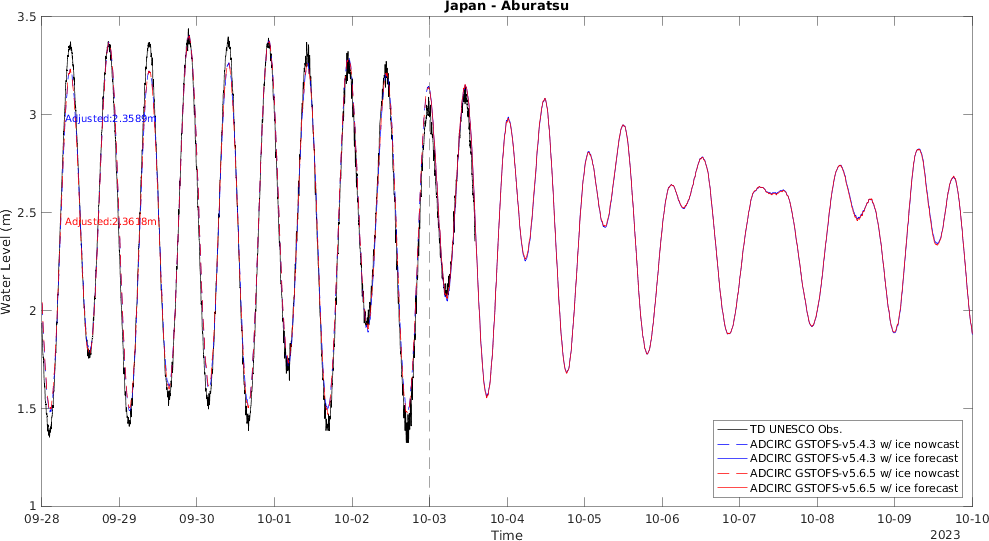 Japan - Aburatsu
3.5
3
2.5
2
1.5
1
Water Level (m)
Adjusted:2.3589m
Adjusted:2.3618m
TD UNESCO Obs.
ADCIRC GSTOFS-v5.4.3 w/ ice nowcast
ADCIRC GSTOFS-v5.4.3 w/ ice forecast
ADCIRC GSTOFS-v5.6.5 w/ ice nowcast
ADCIRC GSTOFS-v5.6.5 w/ ice forecast
09-28 09-29 09-30 10-01 10-02 10-03 10-04 10-05 10-06 10-07 10-08 10-09 10-10
Time
2023